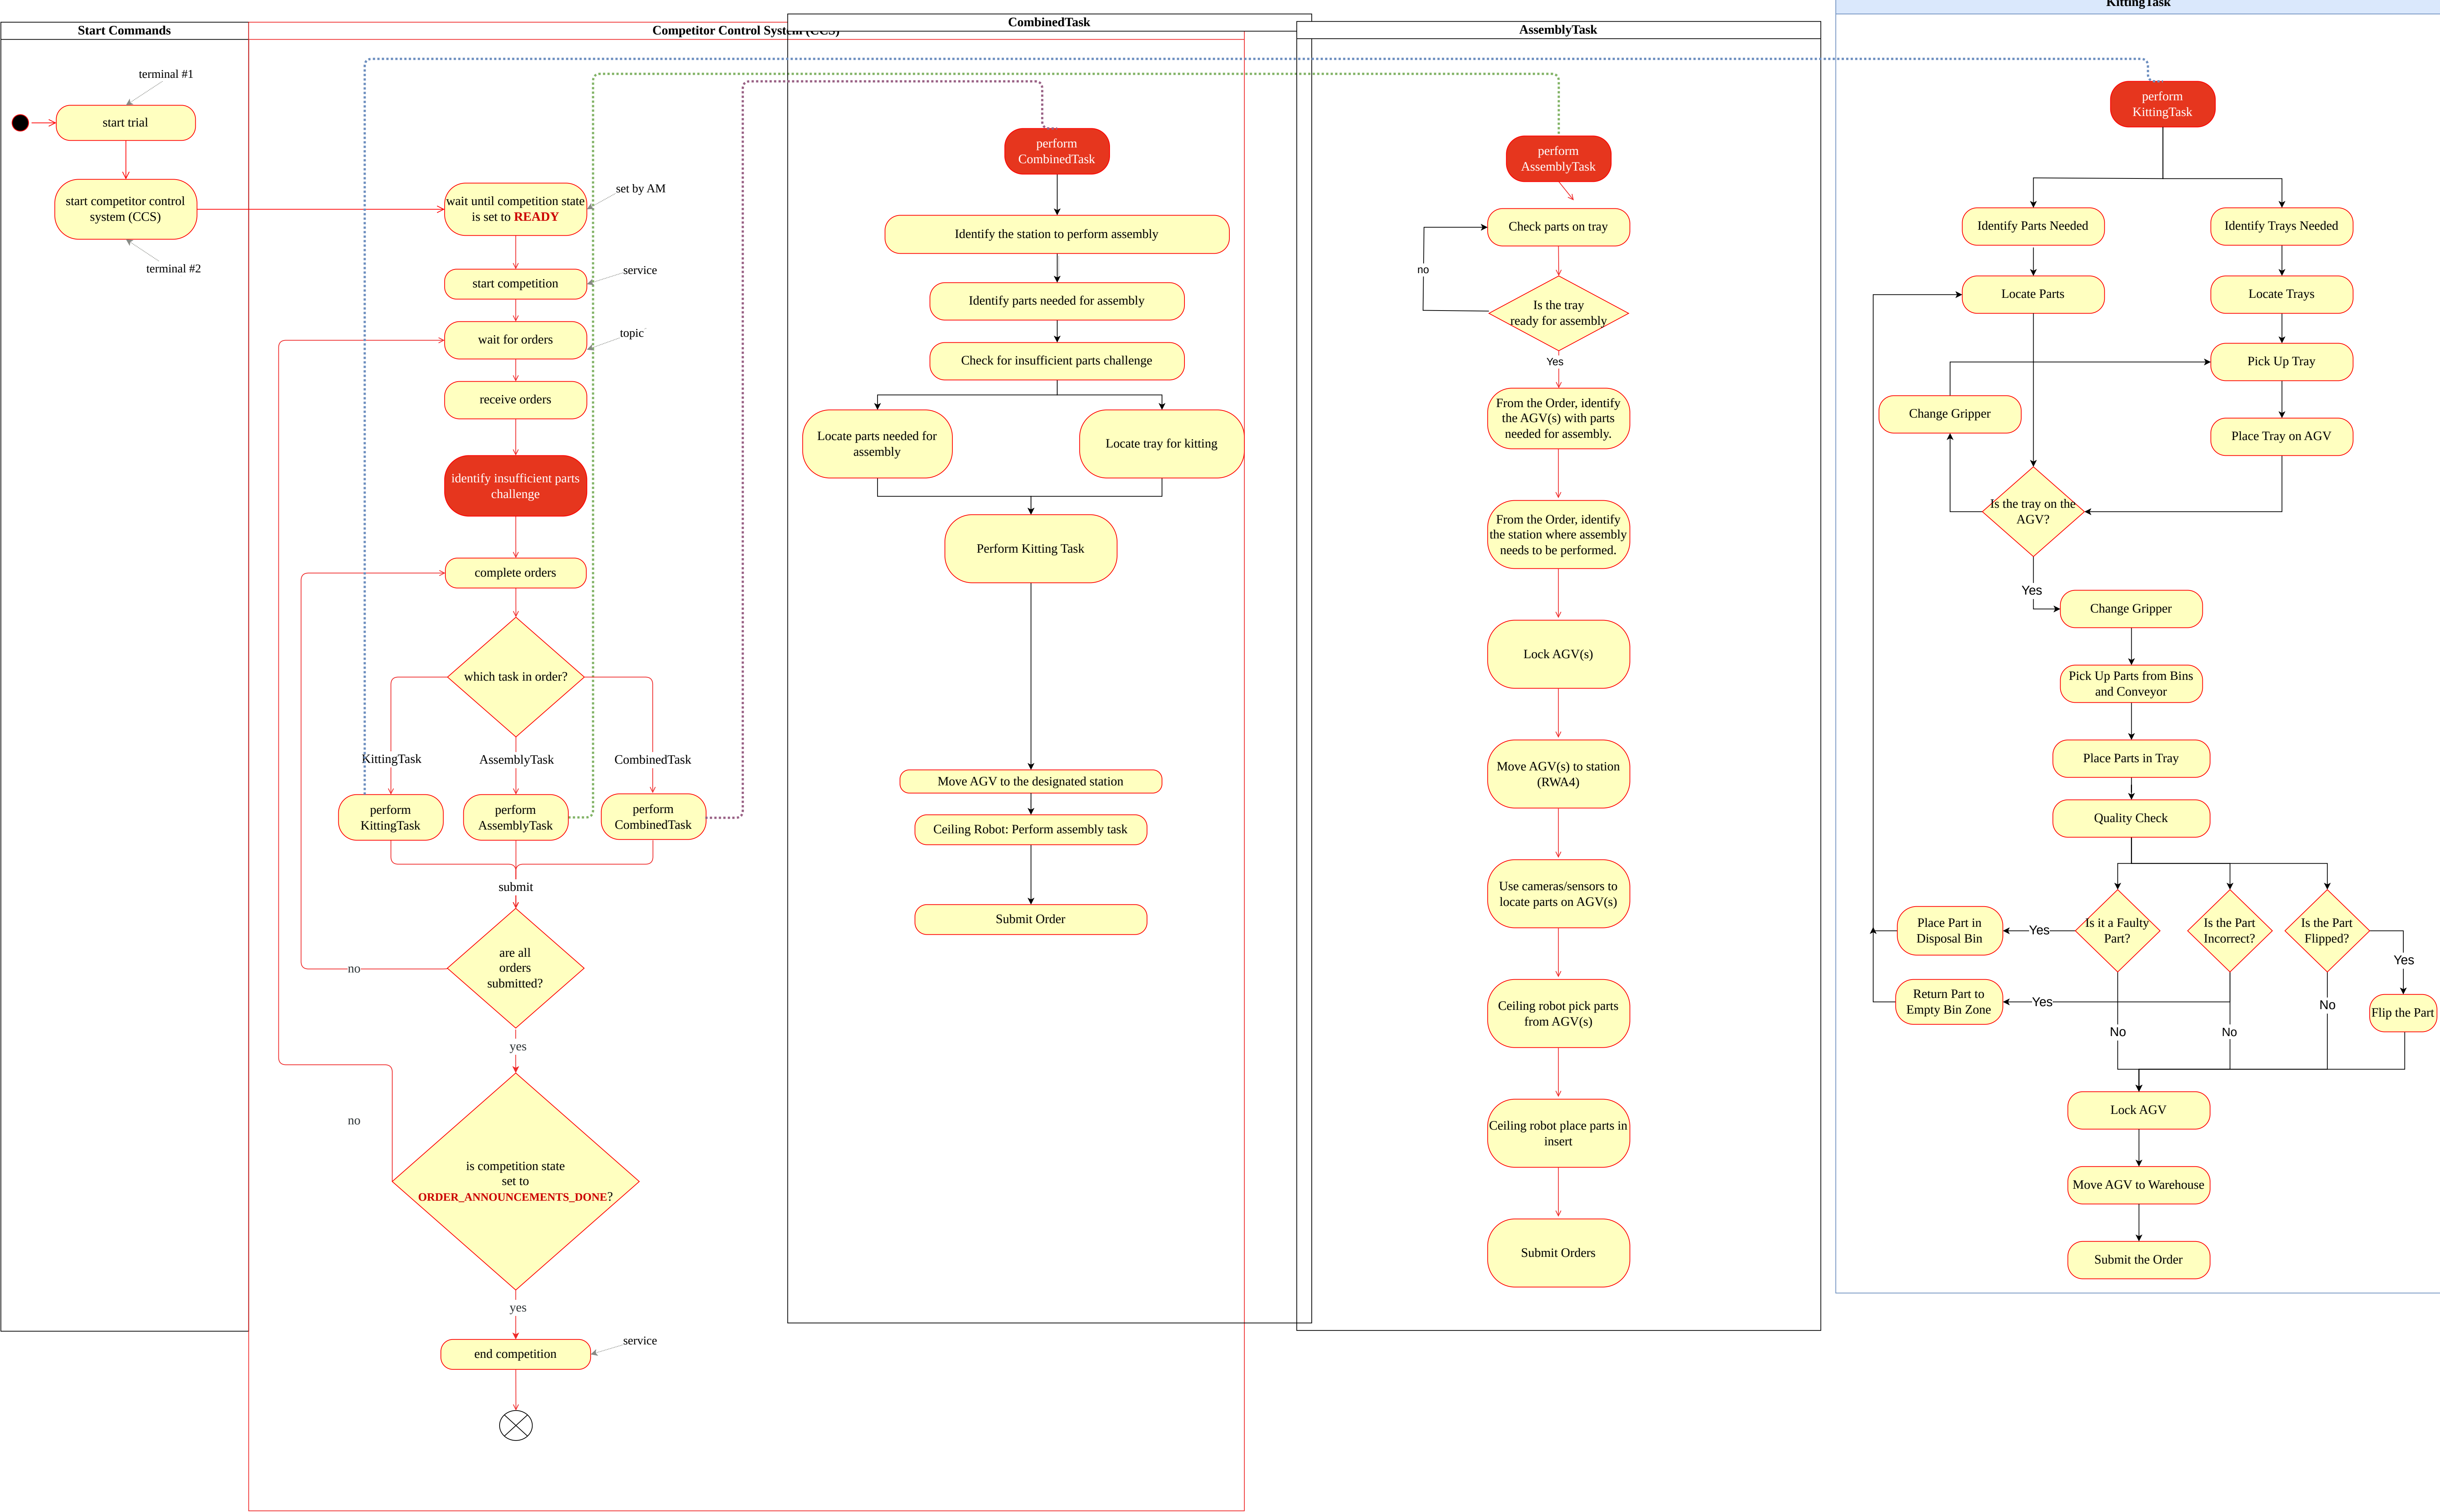 Start Commands
terminal #1
start trial
start competitor control
system (CCS)
terminal #2
Competitor Control System (CCS)
wait until competition state
is set to READY
set by AM
start competition
service
wait for orders
topic
receive orders
identify insufficient parts
challenge
complete orders
which task in order?
KittingTask
AssemblyTask
CombinedTask
perform
KittingTask
perform
AssemblyTask
perform
CombinedTask
submit
are all
orders
submitted?
no
yes
no
is competition state
set to
ORDER_ANNOUNCEMENTS_DONE?
yes
end competition
service
CombinedTask
perform
CombinedTask
Identify the station to perform assembly
Identify parts needed for assembly
Check for insufficient parts challenge
Locate parts needed for
assembly
Locate tray for kitting
Perform Kitting Task
Move AGV to the designated station
Ceiling Robot: Perform assembly task
Submit Order
AssemblyTask
perform
AssemblyTask
Check parts on tray
no
Is the tray
ready for assembly
Yes
From the Order, identify
the AGV(s) with parts
needed for assembly.
From the Order, identify
the station where assembly
needs to be performed.
Lock AGV(s)
Move AGV(s) to station
(RWA4)
Use cameras/sensors to
locate parts on AGV(s)
Ceiling robot pick parts
from AGV(s)
Ceiling robot place parts in
insert
Submit Orders
KittingTask
perform
KittingTask
Identify Parts Needed
Identify Trays Needed
Locate Parts
Locate Trays
Pick Up Tray
Change Gripper
Place Tray on AGV
Is the tray on the
AGV?
Yes
Change Gripper
Pick Up Parts from Bins
and Conveyor
Place Parts in Tray
Quality Check
Place Part in
Disposal Bin
Yes
Is it a Faulty
Part?
Is the Part
Incorrect?
Is the Part
Flipped?
Yes
Return Part to
Empty Bin Zone
Yes
No
No
No
Flip the Part
Lock AGV
Move AGV to Warehouse
Submit the Order